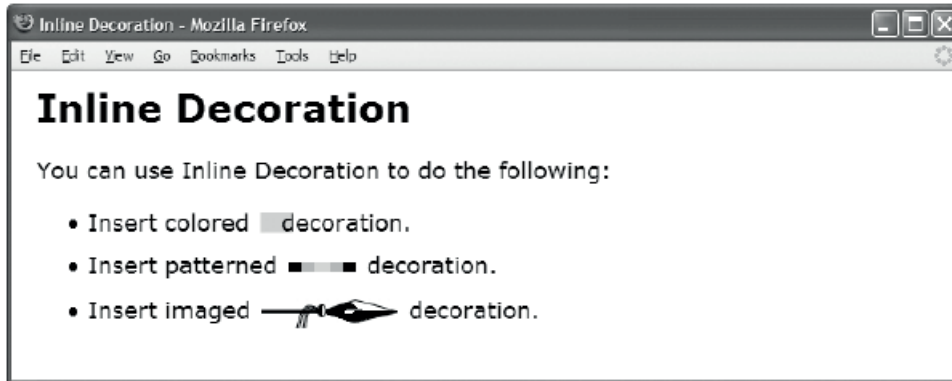 Inline Decoration - Mozilla Firefox
File Edit View Go Bookmarks Tools Help
Inline Decoration
You can use Inline Decoration to do the following:
• Insert colored decoration.
• Insert patterned decoration.
• Insert imaged decoration.